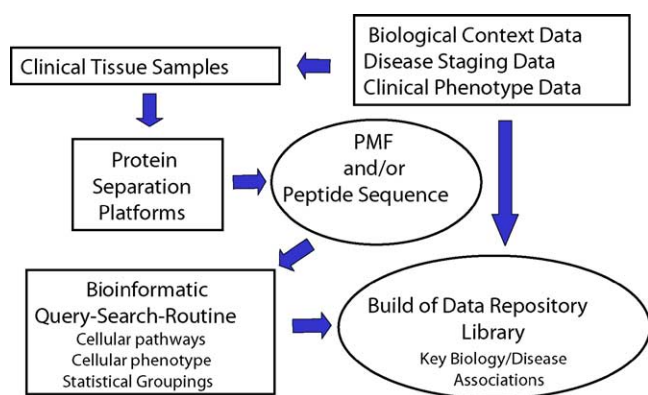 Biological Context Data
Disease Staging Data
Clinical Phenotype Data
Clinical Tissue Samples
Protein
Separation
Platforms
PMF
and/or
Peptide Sequence
Bioinformatic
Query-Search-Routine
Cellular pathways
Cellular phenotype
Statistical Groupings
Build of Data Repository
Library
Key Biology/Disease
Associations